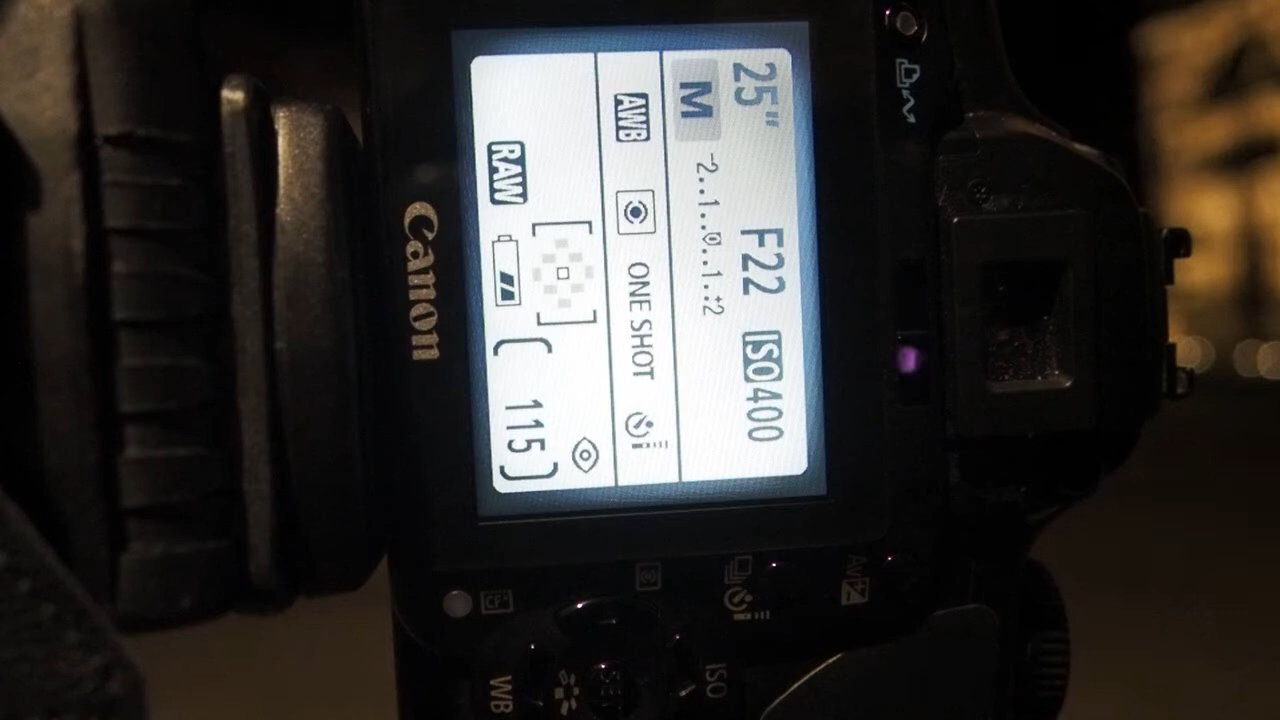 25" F22 ISO400
M -2..1..0..1.:2
AWB ONE SHOT
RAW [ 115]
Canon
Av
CF
ISO
WB
SET